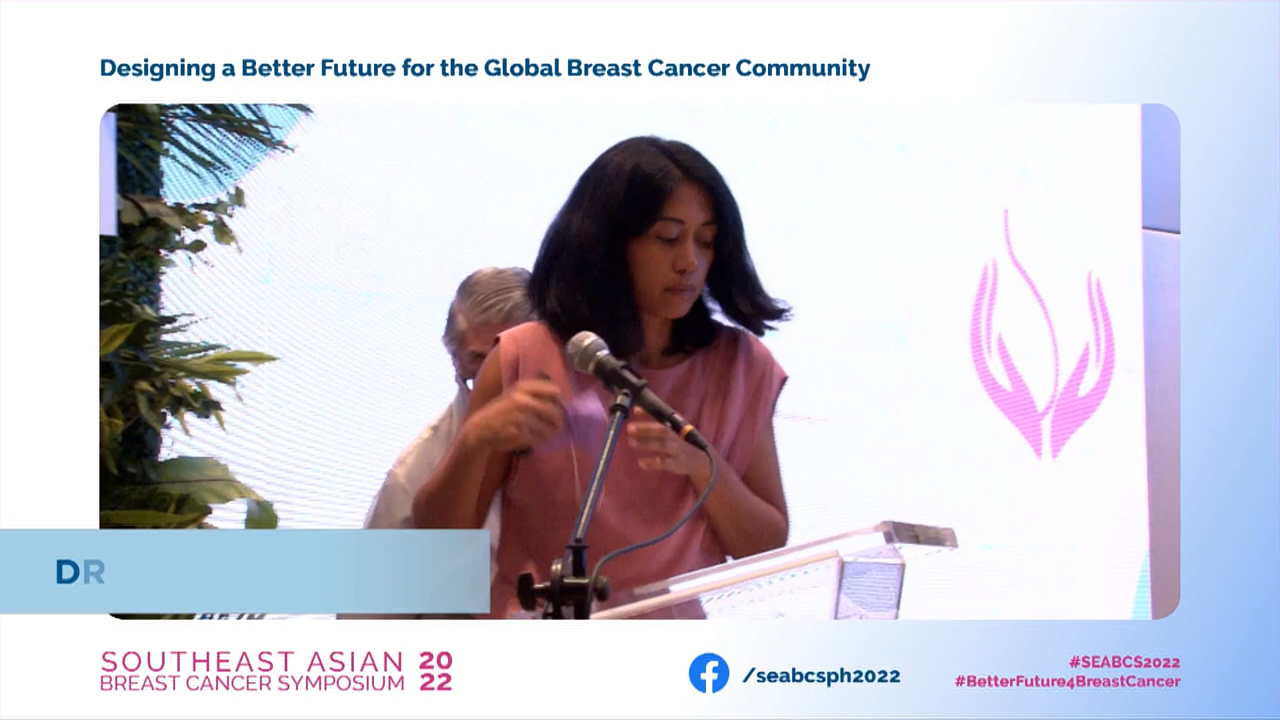 Designing a Better Future for the Global Breast Cancer Community
DR
SOUTHEAST ASIAN 20
BREAST CANCER SYMPOSIUM 22
/seabcsph2022
#SEABCS2022
#BetterFuture4BreastCancer